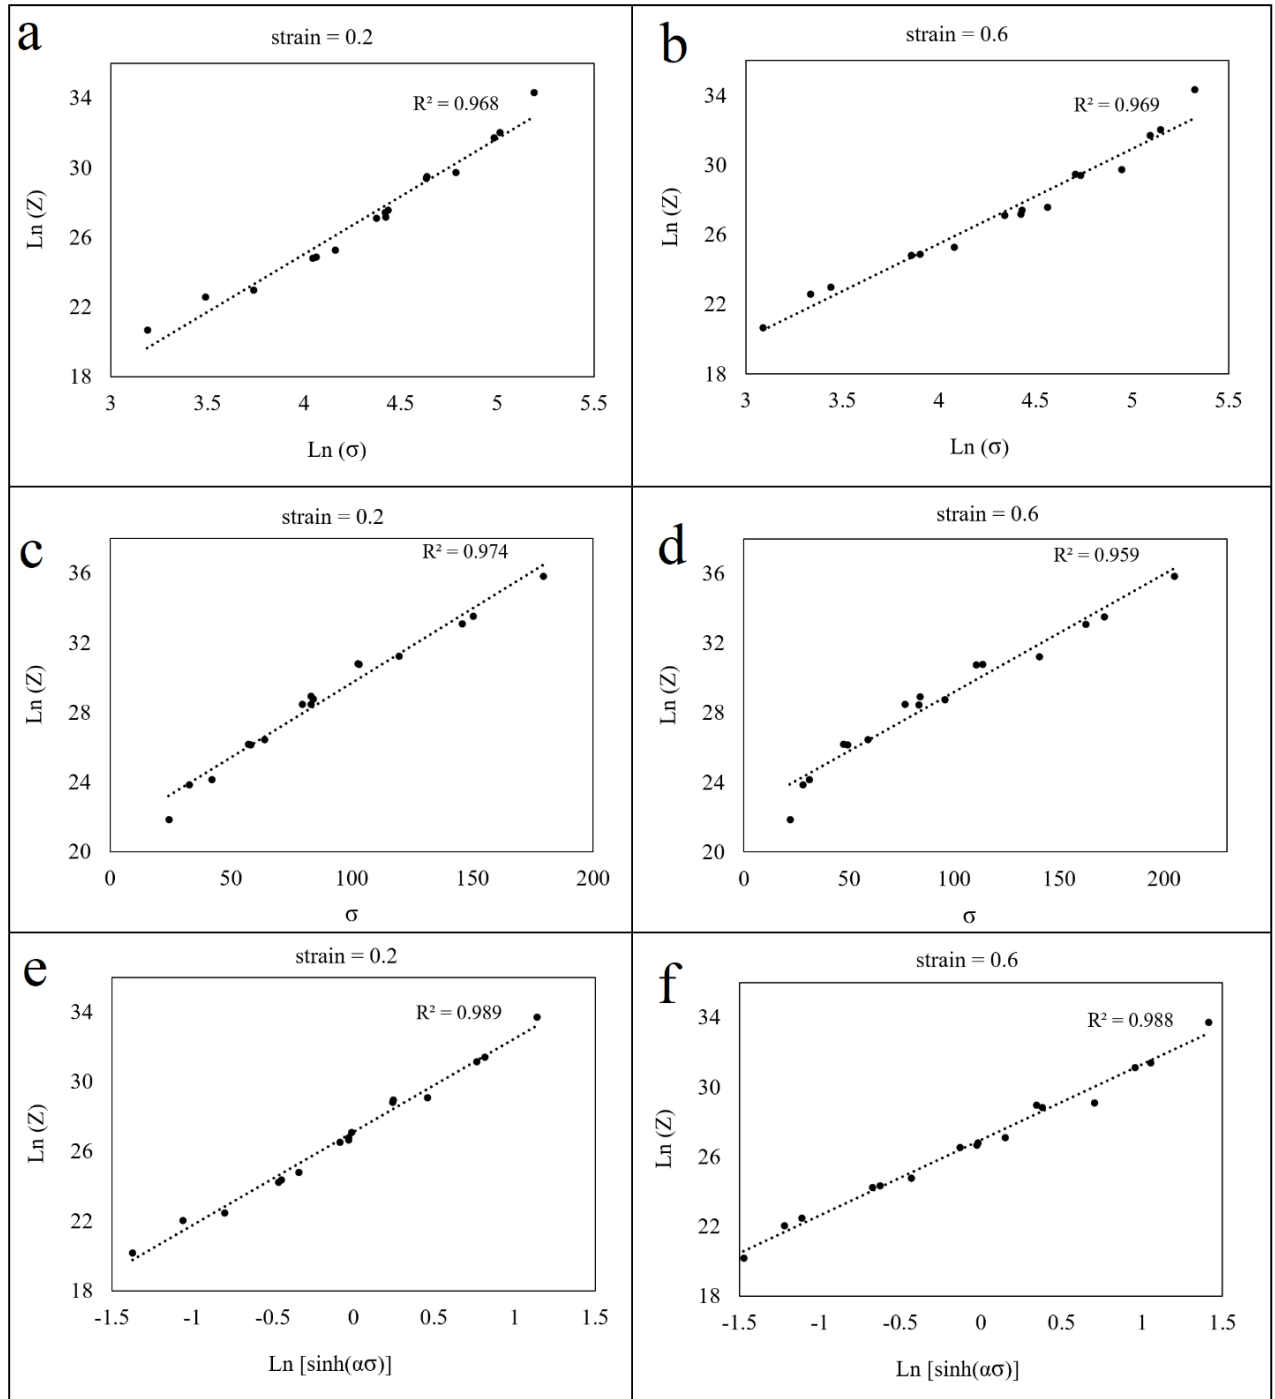 a
strain = 0.2
R² = 0.968
34
30
26
22
18
Ln (Z)
3 3.5 4 4.5 5 5.5
Ln (σ)
b
strain = 0.6
R² = 0.969
34
30
26
22
18
Ln (Z)
3 3.5 4 4.5 5 5.5
Ln (σ)
c
strain = 0.2
R² = 0.974
36
32
28
24
20
Ln (Z)
0 50 100 150 200
σ
d
strain = 0.6
R² = 0.959
36
32
28
24
20
Ln (Z)
0 50 100 150 200
σ
e
strain = 0.2
R² = 0.989
34
30
26
22
18
Ln (Z)
-1.5 -1 -0.5 0 0.5 1 1.5
Ln [sinh(ασ)]
f
strain = 0.6
R² = 0.988
34
30
26
22
18
Ln (Z)
-1.5 -1 -0.5 0 0.5 1 1.5
Ln [sinh(ασ)]